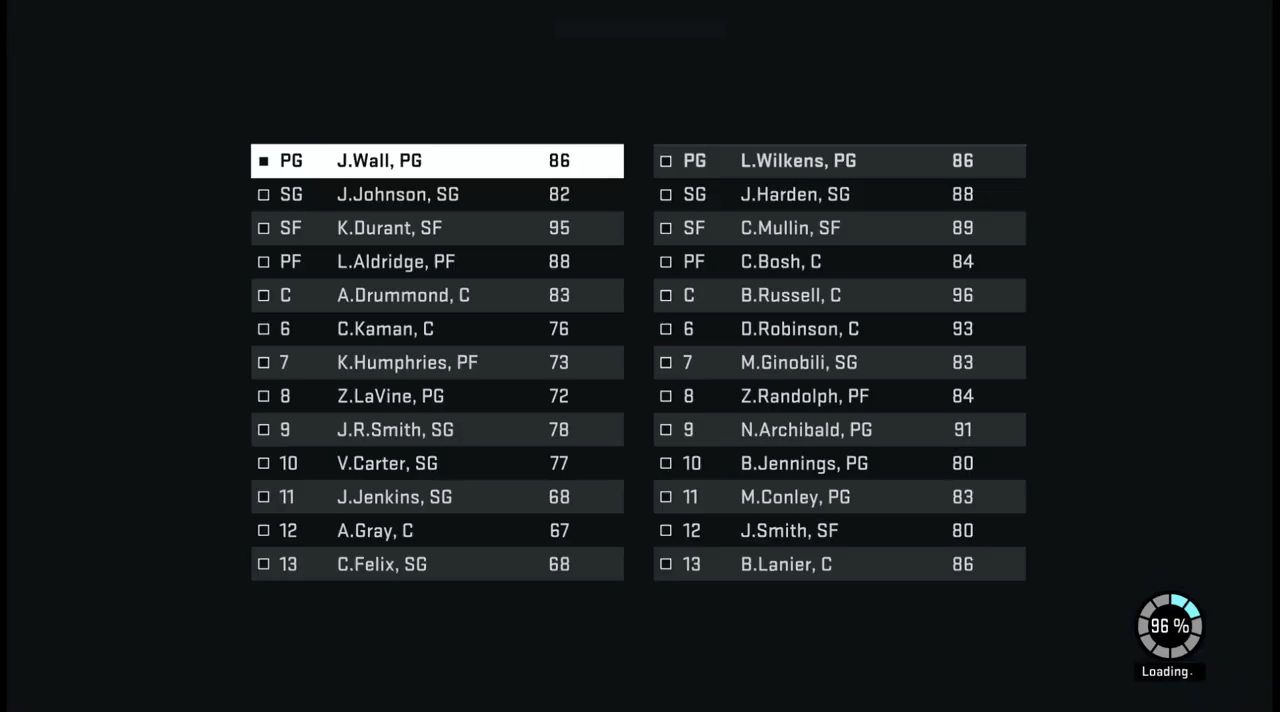 PG J.Wall, PG 86
SG J.Johnson, SG 82
SF K.Durant, SF 95
PF L.Aldridge, PF 88
C A.Drummond, C 83
6 C.Kaman, C 76
7 K.Humphries, PF 73
8 Z.LaVine, PG 72
9 J.R.Smith, SG 78
10 V.Carter, SG 77
11 J.Jenkins, SG 68
12 A.Gray, C 67
13 C.Felix, SG 68
PG L.Wilkens, PG 86
SG J.Harden, SG 88
SF C.Mullin, SF 89
PF C.Bosh, C 84
C B.Russell, C 96
6 D.Robinson, C 93
7 M.Ginobili, SG 83
8 Z.Randolph, PF 84
9 N.Archibald, PG 91
10 B.Jennings, PG 80
11 M.Conley, PG 83
12 J.Smith, SF 80
13 B.Lanier, C 86
96 %
Loading.